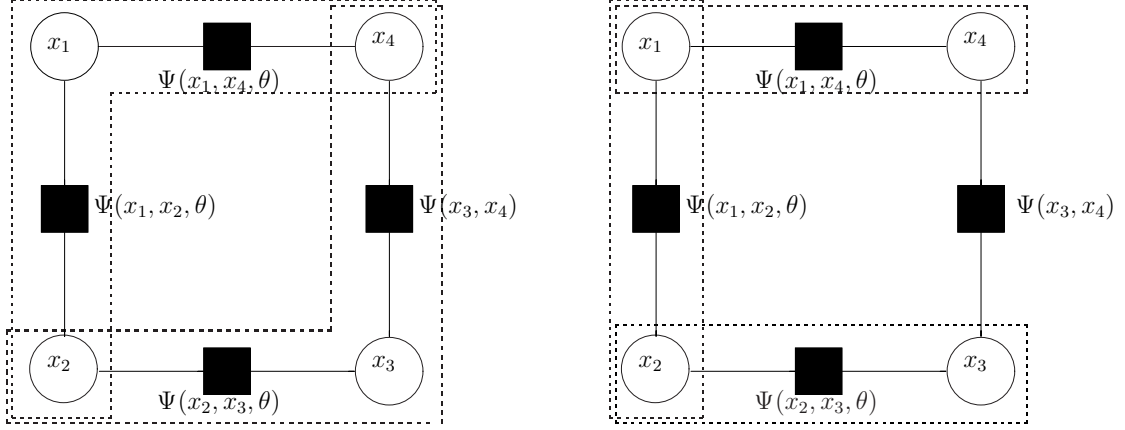 x₁ x₄ x₁ x₄
Ψ(x₁, x₄, θ) Ψ(x₁, x₄, θ)
Ψ(x₁, x₂, θ) Ψ(x₃, x₄) Ψ(x₁, x₂, θ) Ψ(x₃, x₄)
x₂ x₃ x₂ x₃
Ψ(x₂, x₃, θ) Ψ(x₂, x₃, θ)